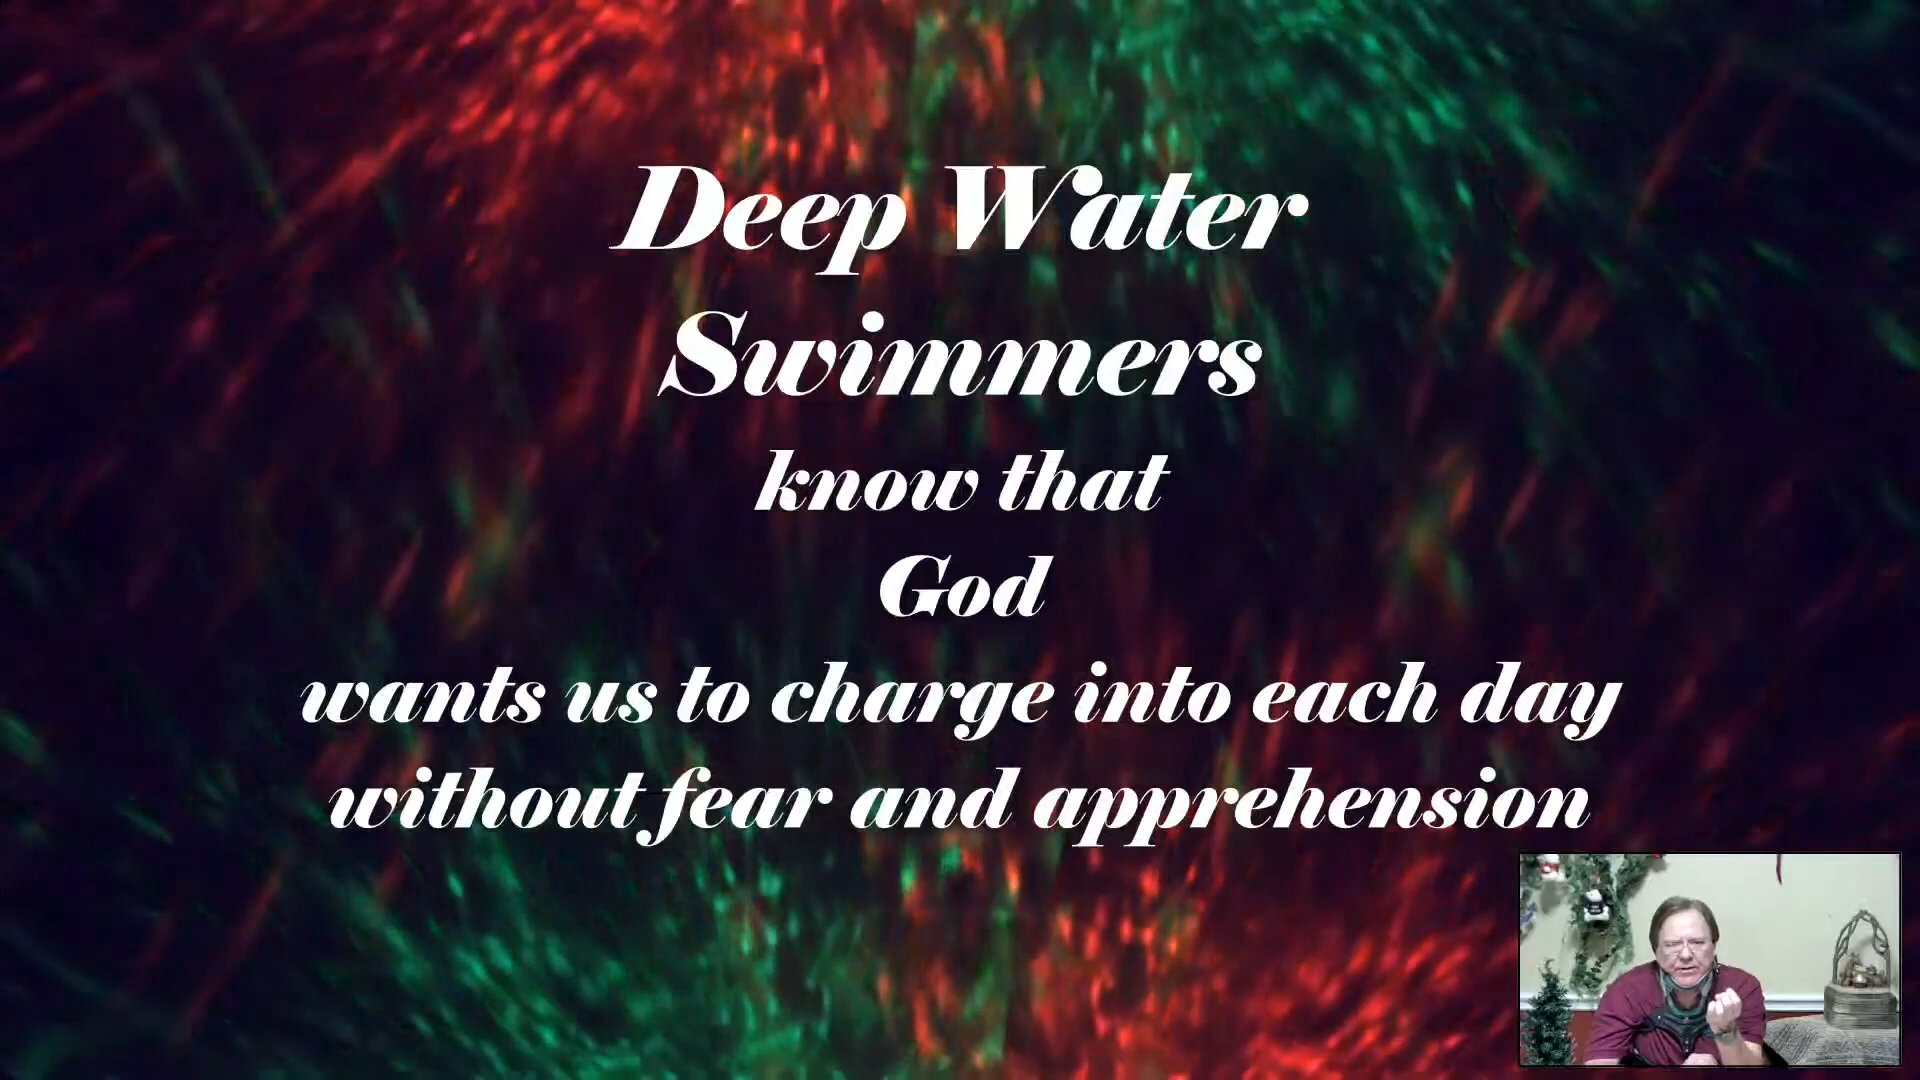 Deep Water
Swimmers
know that
God
wants us to charge into each day
without fear and apprehension